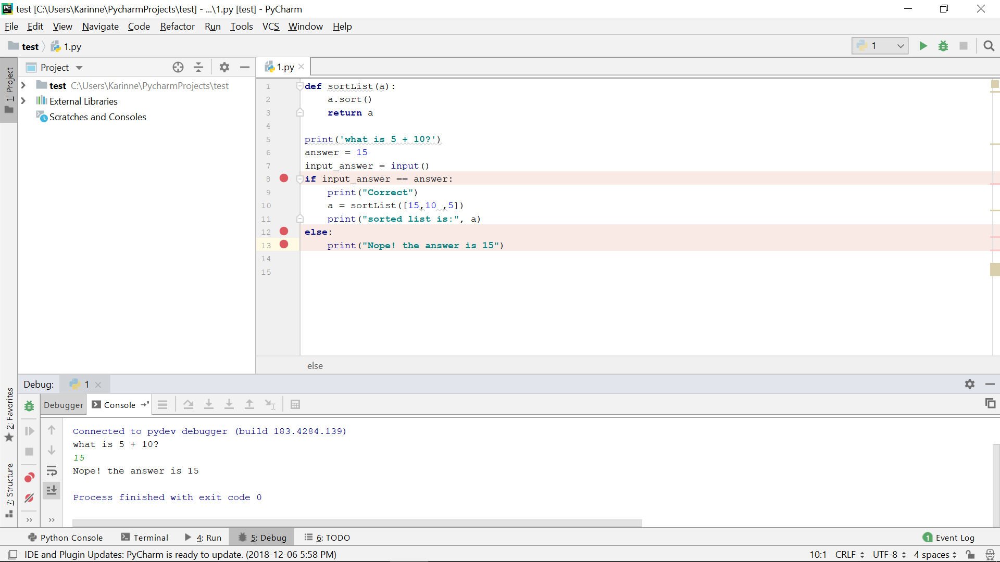 test [C:\Users\Karinne\PycharmProjects\test] - ...\1.py [test] - PyCharm
File Edit View Navigate Code Refactor Run Tools VCS Window Help
test 1.py
1
Project
1.py
1: Project
test C:\Users\Karinne\PycharmProjects\test
External Libraries
Scratches and Consoles
1 def sortList(a):
2 a.sort()
3 return a
4
5 print('what is 5 + 10?')
6 answer = 15
7 input_answer = input()
8 if input_answer == answer:
9 print("Correct")
10 a = sortList([15,10 ,5])
11 print("sorted list is:", a)
12 else:
13 print("Nope! the answer is 15")
14
15
else
2: Favorites
7: Structure
Debug: 1
Debugger Console
Connected to pydev debugger (build 183.4284.139)
what is 5 + 10?
15
Nope! the answer is 15
Process finished with exit code 0
Python Console Terminal 4: Run 5: Debug 6: TODO 1 Event Log
IDE and Plugin Updates: PyCharm is ready to update. (2018-12-06 5:58 PM) 10:1 CRLF UTF-8 4 spaces